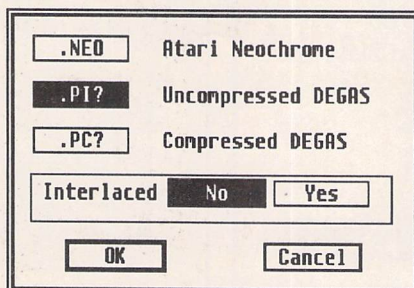 .NEO Atari Neochrome
.PI? Uncompressed DEGAS
.PC? Compressed DEGAS
Interlaced No Yes
OK Cancel